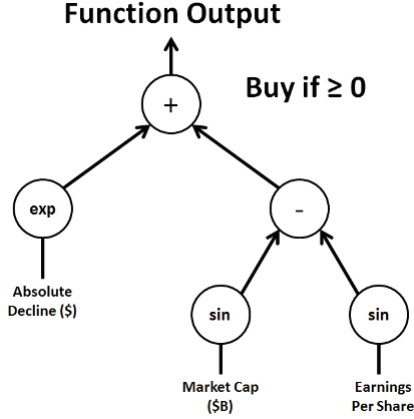 Function Output
Buy if ≥ 0
+
exp
-
Absolute
Decline ($)
sin
sin
Market Cap
($B)
Earnings
Per Share